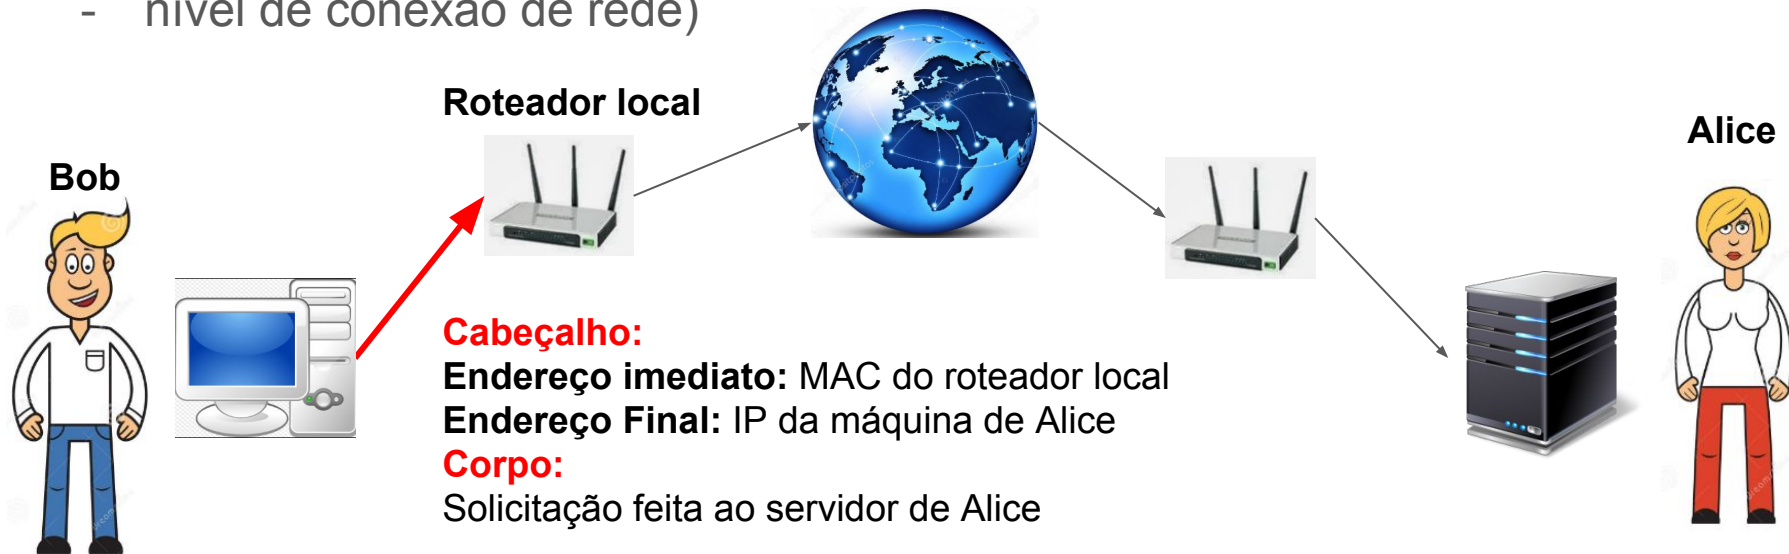 - nível de conexão de rede)
Roteador local
Alice
Bob
Cabeçalho:
Endereço imediato: MAC do roteador local
Endereço Final: IP da máquina de Alice
Corpo:
Solicitação feita ao servidor de Alice